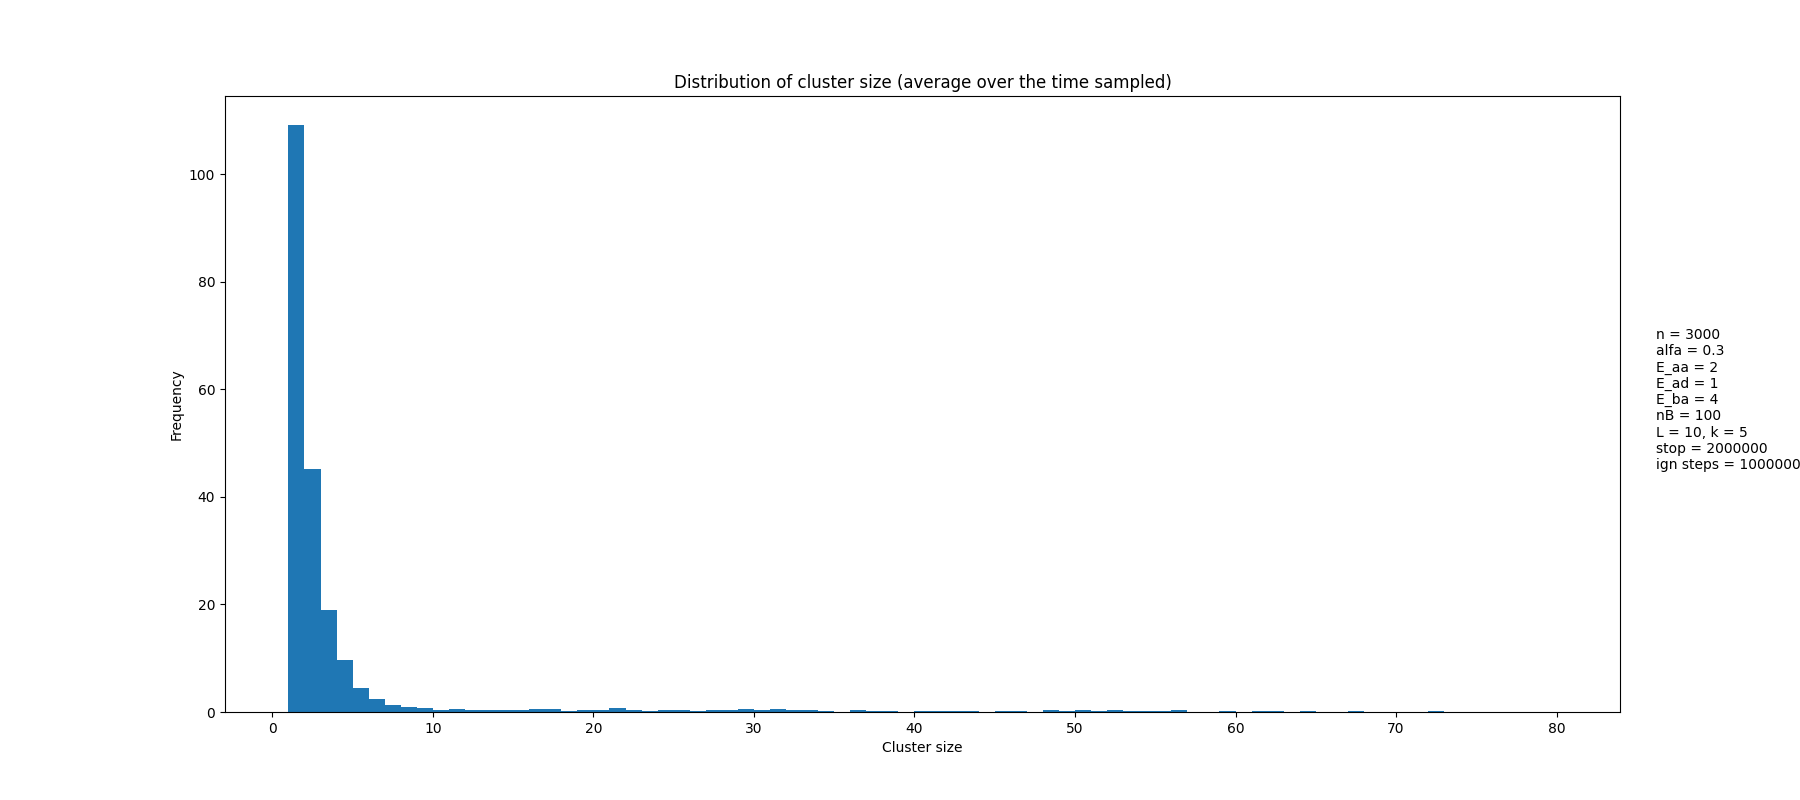 Distribution of cluster size (average over the time sampled)
100
80
60
40
20
0
Frequency
0 10 20 30 40 50 60 70 80
Cluster size
n = 3000
alfa = 0.3
E_aa = 2
E_ad = 1
E_ba = 4
nB = 100
L = 10, k = 5
stop = 2000000
ign steps = 1000000